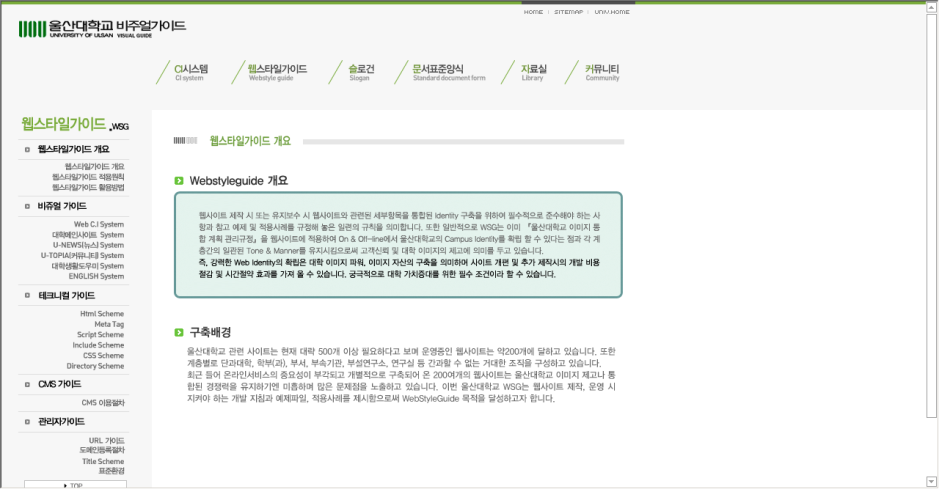 HOME | SITEMAP | UNIV.HOME
울산대학교 비주얼가이드
UNIVERSITY OF ULSAN VISUAL GUIDE
CI시스템
CI system
웹스타일가이드
Webstyle guide
슬로건
Slogan
문서표준양식
Standard document form
자료실
Library
커뮤니티
Community
웹스타일가이드 .WSG
웹스타일가이드 개요
웹스타일가이드 개요
웹스타일가이드 적용원칙
웹스타일가이드 활용방법
비쥬얼 가이드
Web C.I System
대학메인사이트 System
U-NEWS(뉴스) System
U-TOPIA(커뮤니티) System
대학생활도우미 System
ENGLISH System
테크니컬 가이드
Html Scheme
Meta Tag
Script Scheme
Include Scheme
CSS Scheme
Directory Scheme
CMS 가이드
CMS 이용절차
관리자가이드
URL 가이드
도메인등록절차
Title Scheme
표준환경
TOP
웹스타일가이드 개요
Webstyleguide 개요
웹사이트 제작 시 또는 유지보수 시 웹사이트와 관련된 세부항목을 통합된 Identity 구축을 위하여 필수적으로 준수해야 하는 사
항과 참고 예제 및 적용사례를 규정해 놓은 일련의 규칙을 의미합니다. 또한 일반적으로 WSG는 이미 『울산대학교 이미지 통
합 계획 관리규정』을 웹사이트에 적용하여 On & Off-line에서 울산대학교의 Campus Identity를 확립 할 수 있다는 점과 각 계
층간의 일관된 Tone & Manner를 유지시킴으로써 고객신뢰 및 대학 이미지의 제고에 의미를 두고 있습니다.
즉, 강력한 Web Identity의 확립은 대학 이미지 파워, 이미지 자산의 구축을 의미하며 사이트 개편 및 추가 제작시의 개발 비용
절감 및 시간절약 효과를 가져 올 수 있습니다. 궁극적으로 대학 가치증대를 위한 필수 조건이라 할 수 있습니다.
구축배경
울산대학교 관련 사이트는 현재 대략 500개 이상 필요하다고 보며 운영중인 웹사이트는 약200개에 달하고 있습니다. 또한
계층별로 단과대학, 학부(과), 부서, 부속기관, 부설연구소, 연구실 등 간과할 수 없는 거대한 조직을 구성하고 있습니다.
최근 들어 온라인서비스의 중요성이 부각되고 개별적으로 구축되어 온 200여개의 웹사이트는 울산대학교 이미지 제고나 통
합된 경쟁력을 유지하기엔 미흡하며 많은 문제점을 노출하고 있습니다. 이번 울산대학교 WSG는 웹사이트 제작, 운영 시
지켜야 하는 개발 지침과 예제파일, 적용사례를 제시함으로써 WebStyleGuide 목적을 달성하고자 합니다.